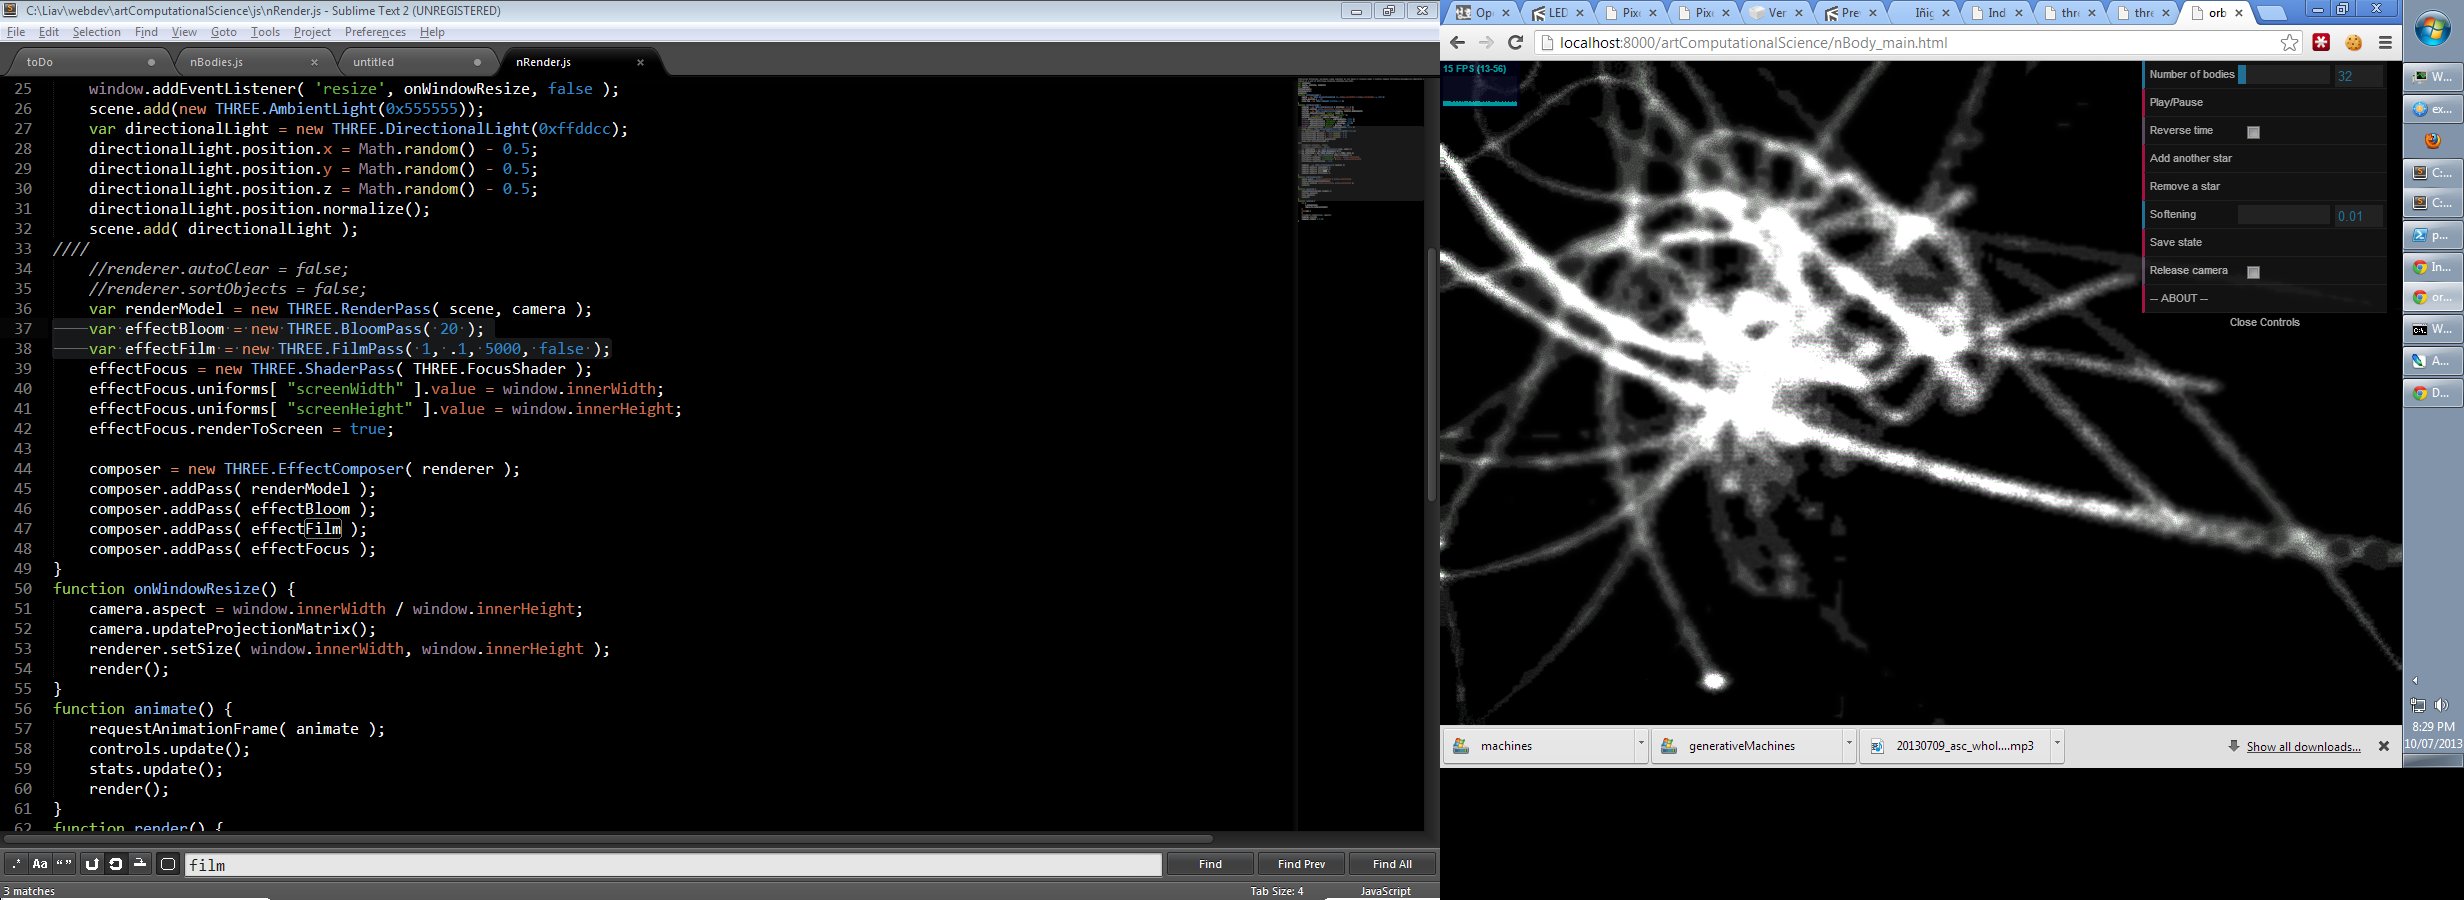 C:\Liav\webdev\artComputationalScience\js\nRender.js - Sublime Text 2 (UNREGISTERED)
File Edit Selection Find View Goto Tools Project Preferences Help
toDo nBodies.js untitled nRender.js
25 window.addEventListener( 'resize', onWindowResize, false );
26 scene.add(new THREE.AmbientLight(0x555555));
27 var directionalLight = new THREE.DirectionalLight(0xffddcc);
28 directionalLight.position.x = Math.random() - 0.5;
29 directionalLight.position.y = Math.random() - 0.5;
30 directionalLight.position.z = Math.random() - 0.5;
31 directionalLight.position.normalize();
32 scene.add( directionalLight );
33 ////
34 //renderer.autoClear = false;
35 //renderer.sortObjects = false;
36 var renderModel = new THREE.RenderPass( scene, camera );
37 var effectBloom = new THREE.BloomPass( 20 );
38 var effectFilm = new THREE.FilmPass( 1, .1, 5000, false );
39 effectFocus = new THREE.ShaderPass( THREE.FocusShader );
40 effectFocus.uniforms[ "screenWidth" ].value = window.innerWidth;
41 effectFocus.uniforms[ "screenHeight" ].value = window.innerHeight;
42 effectFocus.renderToScreen = true;
43
44 composer = new THREE.EffectComposer( renderer );
45 composer.addPass( renderModel );
46 composer.addPass( effectBloom );
47 composer.addPass( effectFilm );
48 composer.addPass( effectFocus );
49 }
50 function onWindowResize() {
51 camera.aspect = window.innerWidth / window.innerHeight;
52 camera.updateProjectionMatrix();
53 renderer.setSize( window.innerWidth, window.innerHeight );
54 render();
55 }
56 function animate() {
57 requestAnimationFrame( animate );
58 controls.update();
59 stats.update();
60 render();
61 }
62 function render() {
.* Aa “” film Find Find Prev Find All
3 matches Tab Size: 4 JavaScript
Op LED Pixe Pixe Ver Pre Iñig Ind thr thre orb
localhost:8000/artComputationalScience/nBody_main.html
15 FPS (13-56)
Number of bodies 32
Play/Pause
Reverse time
Add another star
Remove a star
Softening 0.01
Save state
Release camera
-- ABOUT --
Close Controls
machines generativeMachines 20130709_asc_whol....mp3 Show all downloads...
W...
ex...
C:...
C:...
p...
In...
or...
W...
A...
D...
8:29 PM
10/07/2013